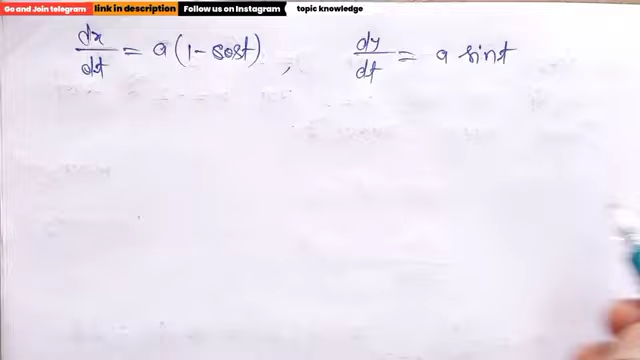 Go and Join telegram link in description Follow us on Instagram topic knowledge
dx/dt = a (1 - cost) , dy/dt = a sint